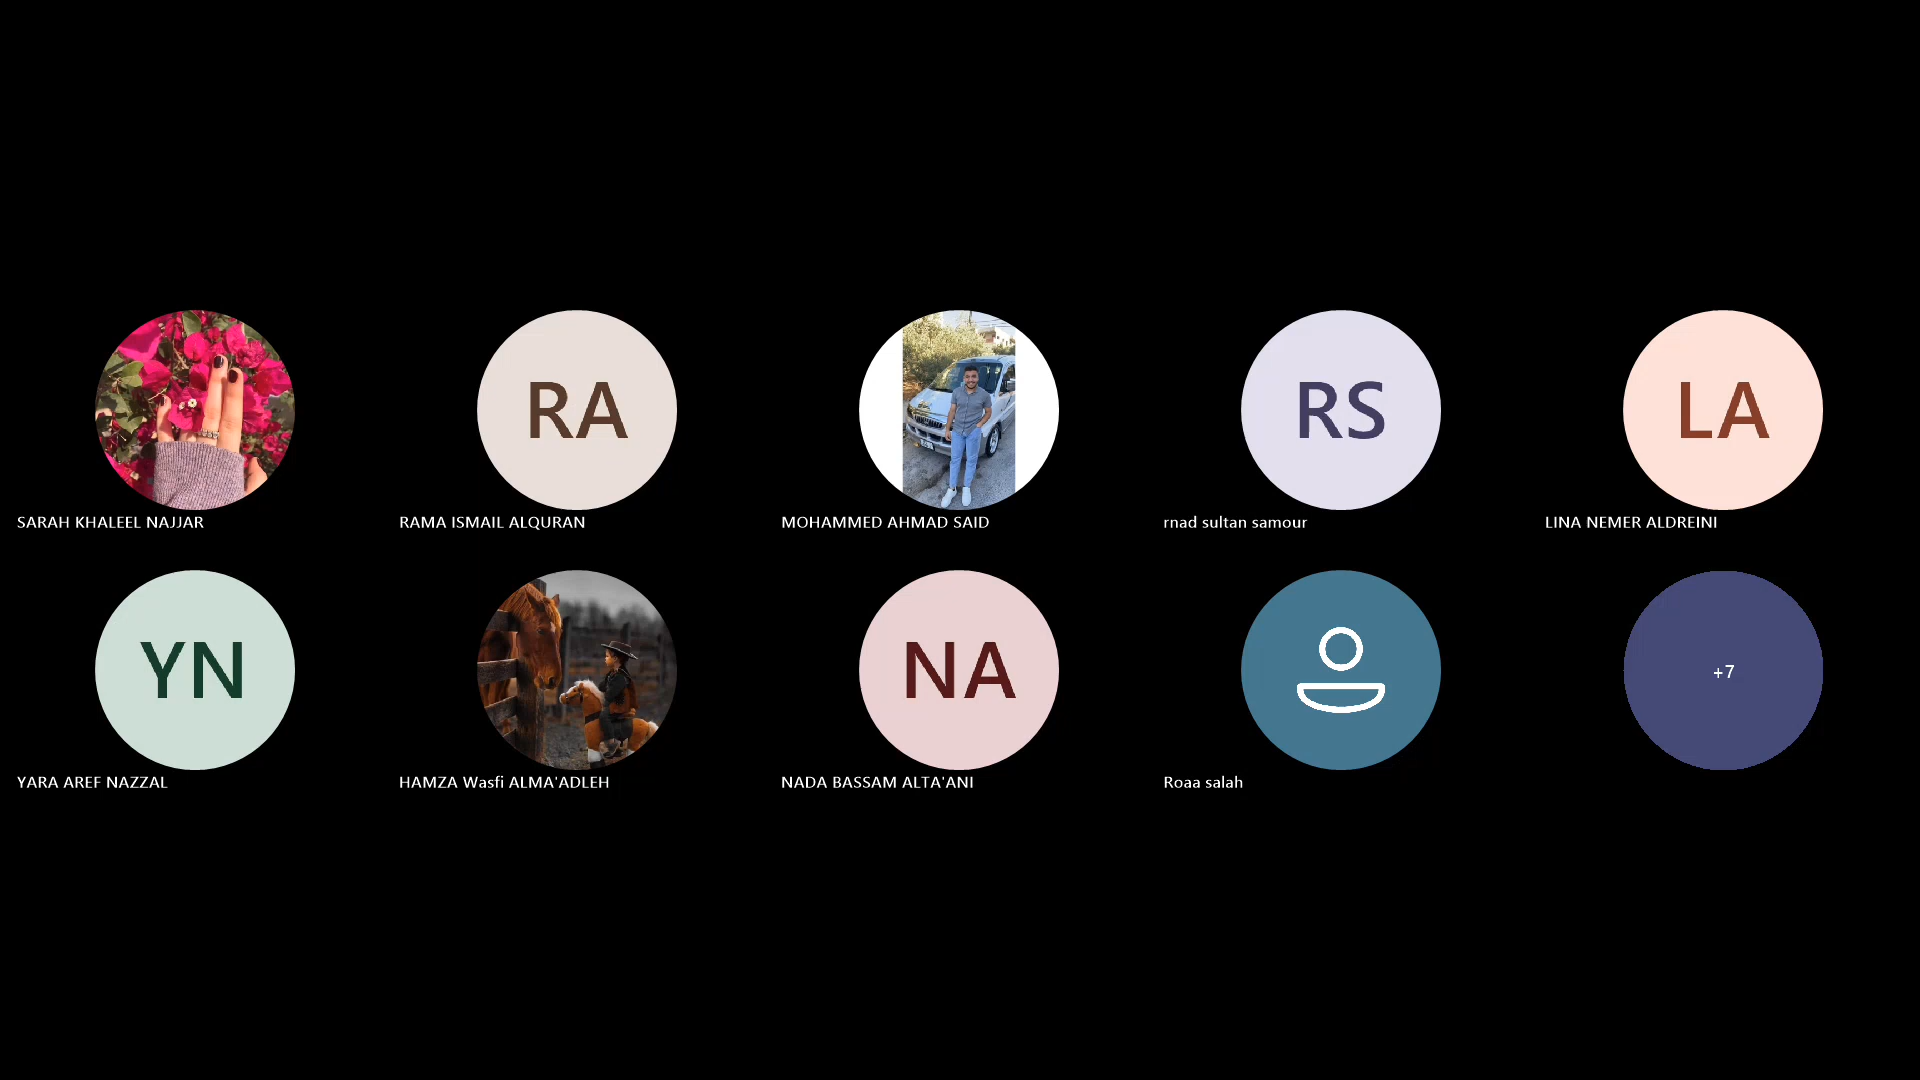 RA
RS
LA
SARAH KHALEEL NAJJAR
RAMA ISMAIL ALQURAN
MOHAMMED AHMAD SAID
rnad sultan samour
LINA NEMER ALDREINI
YN
NA
+7
YARA AREF NAZZAL
HAMZA Wasfi ALMA'ADLEH
NADA BASSAM ALTA'ANI
Roaa salah